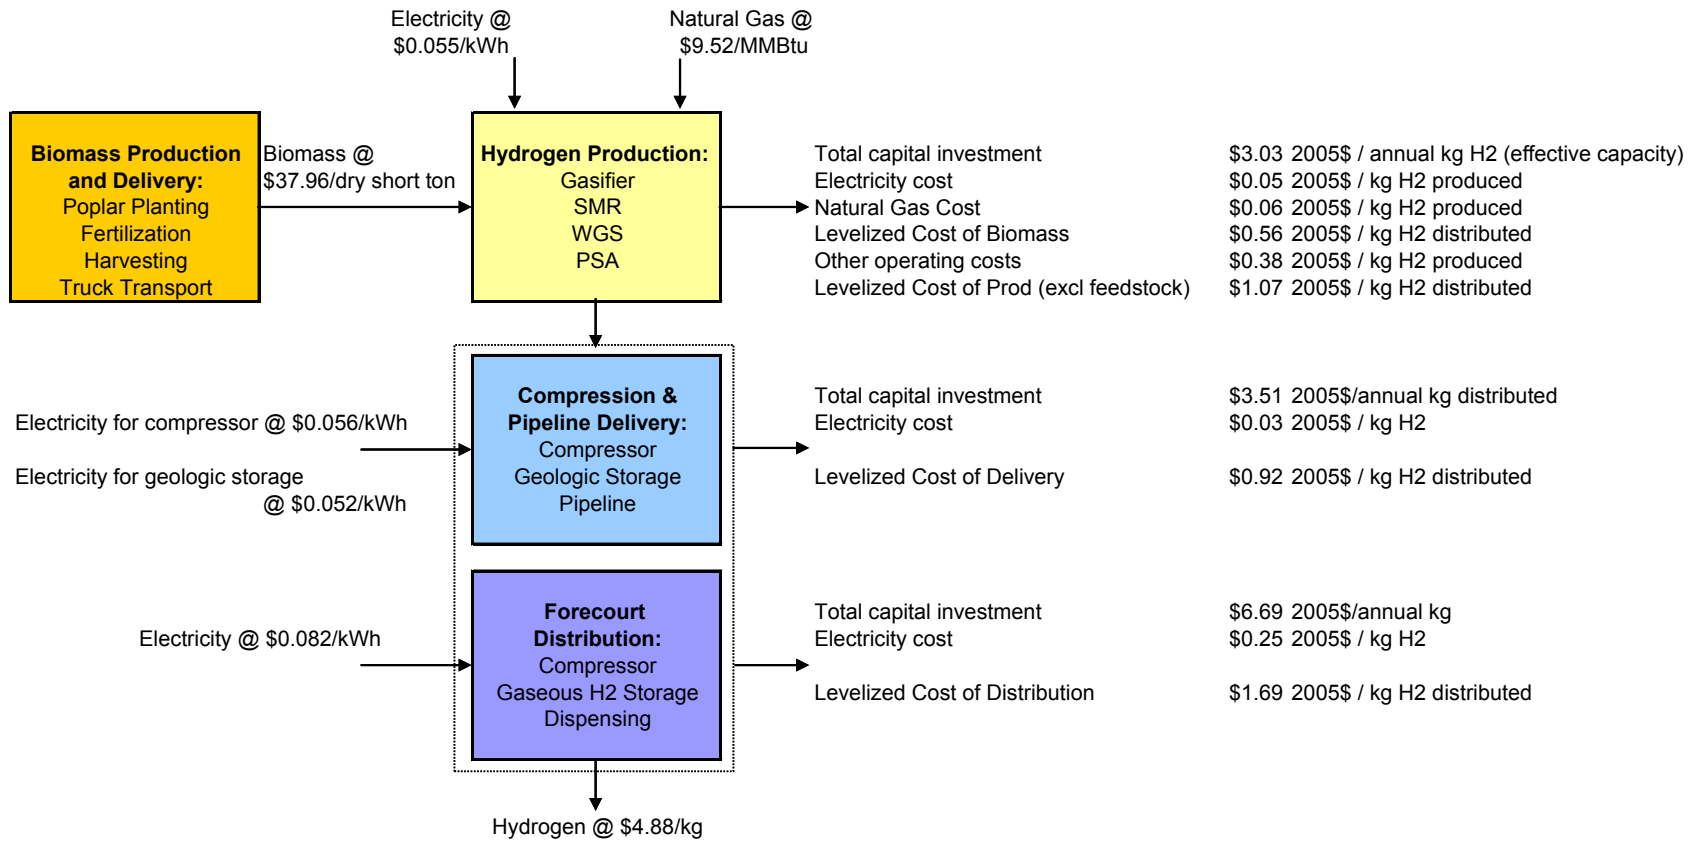 Electricity @
$0.055/kWh
Natural Gas @
$9.52/MMBtu
Biomass Production
and Delivery:
Poplar Planting
Fertilization
Harvesting
Truck Transport
Biomass @
$37.96/dry short ton
Hydrogen Production:
Gasifier
SMR
WGS
PSA
Total capital investment $3.03 2005$ / annual kg H2 (effective capacity)
Electricity cost $0.05 2005$ / kg H2 produced
Natural Gas Cost $0.06 2005$ / kg H2 produced
Levelized Cost of Biomass $0.56 2005$ / kg H2 distributed
Other operating costs $0.38 2005$ / kg H2 produced
Levelized Cost of Prod (excl feedstock) $1.07 2005$ / kg H2 distributed
Electricity for compressor @ $0.056/kWh
Electricity for geologic storage
@ $0.052/kWh
Compression &
Pipeline Delivery:
Compressor
Geologic Storage
Pipeline
Total capital investment $3.51 2005$/annual kg distributed
Electricity cost $0.03 2005$ / kg H2
Levelized Cost of Delivery $0.92 2005$ / kg H2 distributed
Electricity @ $0.082/kWh
Forecourt
Distribution:
Compressor
Gaseous H2 Storage
Dispensing
Total capital investment $6.69 2005$/annual kg
Electricity cost $0.25 2005$ / kg H2
Levelized Cost of Distribution $1.69 2005$ / kg H2 distributed
Hydrogen @ $4.88/kg